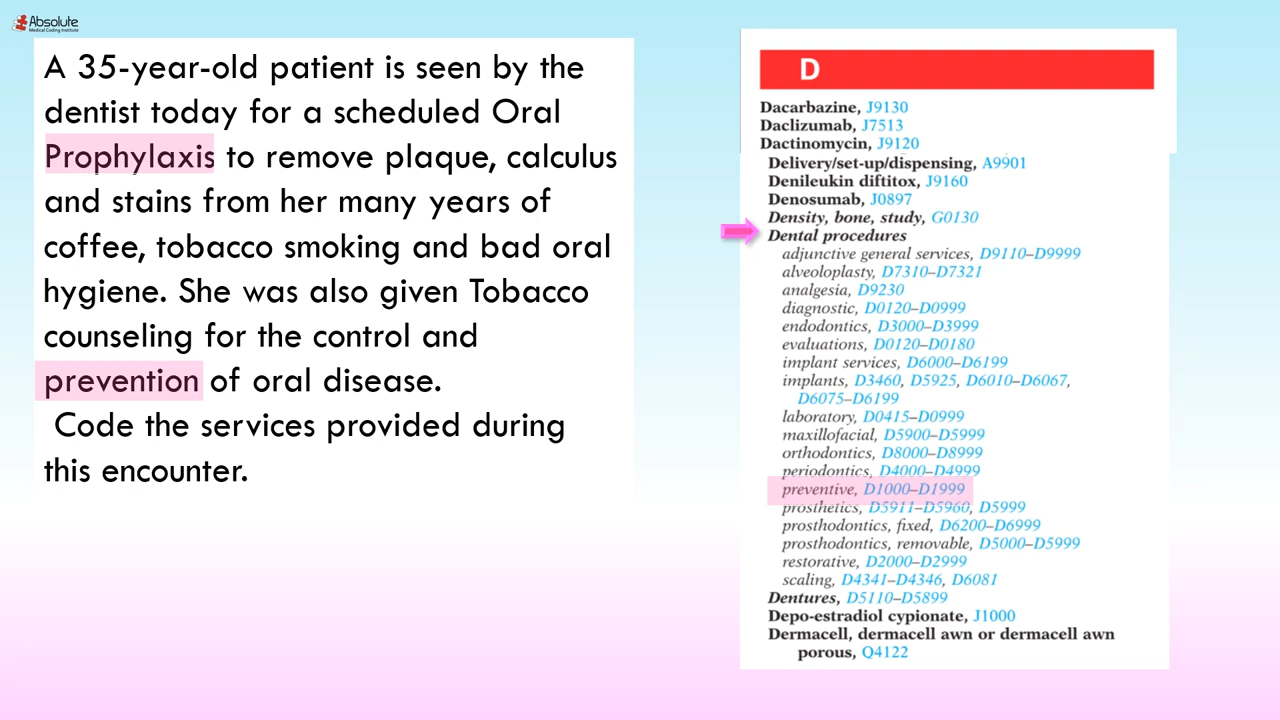 Absolute
Medical Coding Institute
A 35-year-old patient is seen by the
dentist today for a scheduled Oral
Prophylaxis to remove plaque, calculus
and stains from her many years of
coffee, tobacco smoking and bad oral
hygiene. She was also given Tobacco
counseling for the control and
prevention of oral disease.
Code the services provided during
this encounter.
D
Dacarbazine, J9130
Daclizumab, J7513
Dactinomycin, J9120
Delivery/set-up/dispensing, A9901
Denileukin diftitox, J9160
Denosumab, J0897
Density, bone, study, G0130
Dental procedures
adjunctive general services, D9110–D9999
alveoloplasty, D7310–D7321
analgesia, D9230
diagnostic, D0120–D0999
endodontics, D3000–D3999
evaluations, D0120–D0180
implant services, D6000–D6199
implants, D3460, D5925, D6010–D6067,
D6075–D6199
laboratory, D0415–D0999
maxillofacial, D5900–D5999
orthodontics, D8000–D8999
periodontics, D4000–D4999
preventive, D1000–D1999
prosthetics, D5911–D5960, D5999
prosthodontics, fixed, D6200–D6999
prosthodontics, removable, D5000–D5999
restorative, D2000–D2999
scaling, D4341–D4346, D6081
Dentures, D5110–D5899
Depo-estradiol cypionate, J1000
Dermacell, dermacell awn or dermacell awn
porous, Q4122